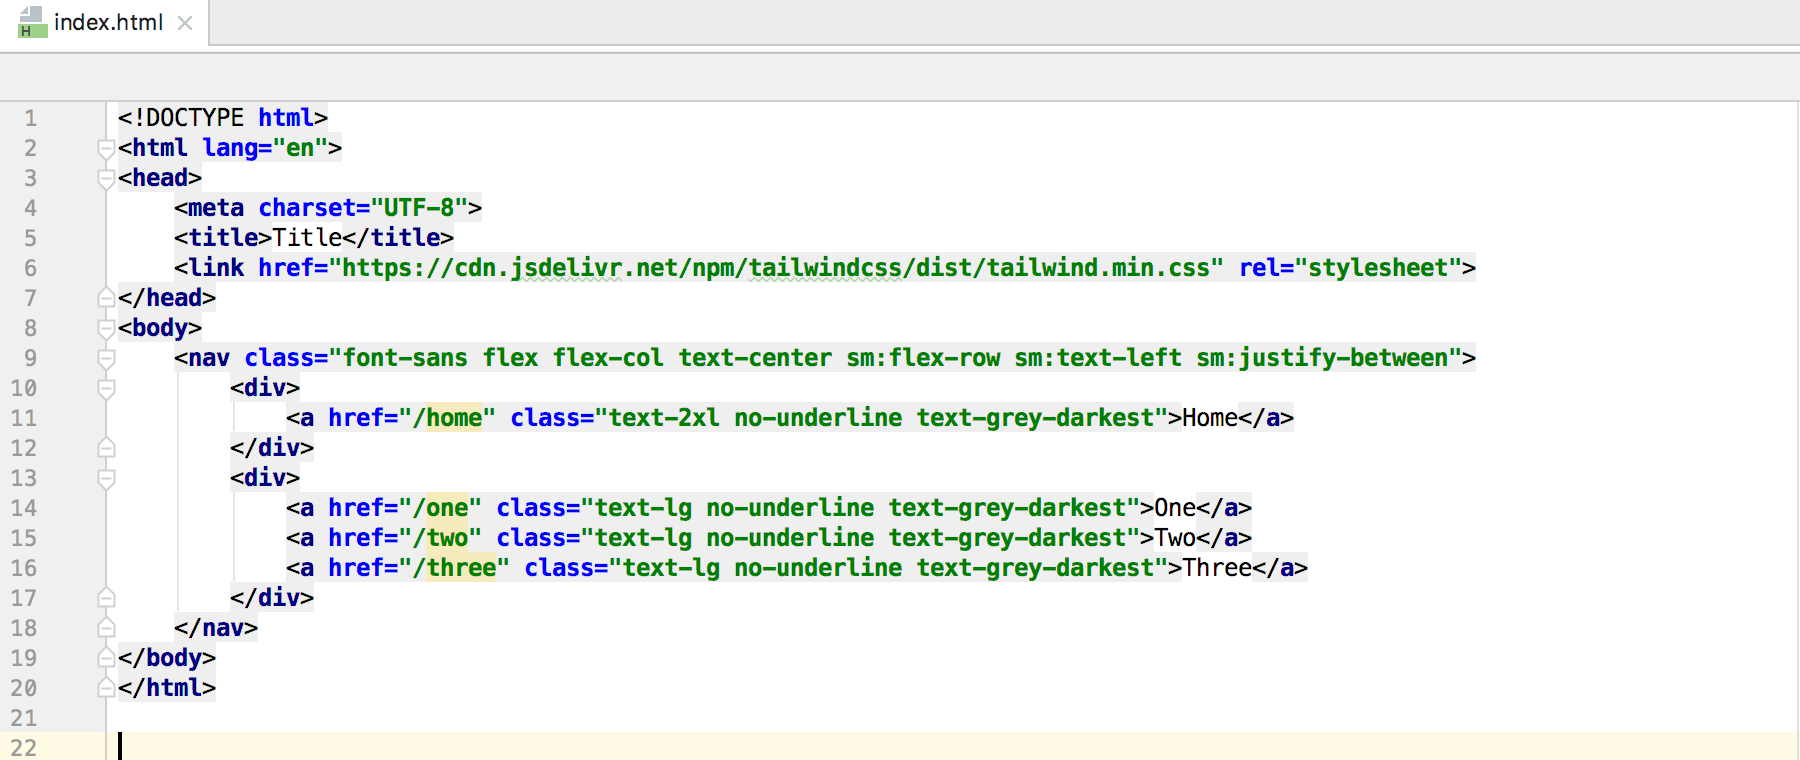 index.html
H
1 <!DOCTYPE html>
2 <html lang="en">
3 <head>
4     <meta charset="UTF-8">
5     <title>Title</title>
6     <link href="https://cdn.jsdelivr.net/npm/tailwindcss/dist/tailwind.min.css" rel="stylesheet">
7 </head>
8 <body>
9     <nav class="font-sans flex flex-col text-center sm:flex-row sm:text-left sm:justify-between">
10         <div>
11             <a href="/home" class="text-2xl no-underline text-grey-darkest">Home</a>
12         </div>
13         <div>
14             <a href="/one" class="text-lg no-underline text-grey-darkest">One</a>
15             <a href="/two" class="text-lg no-underline text-grey-darkest">Two</a>
16             <a href="/three" class="text-lg no-underline text-grey-darkest">Three</a>
17         </div>
18     </nav>
19 </body>
20 </html>
21
22